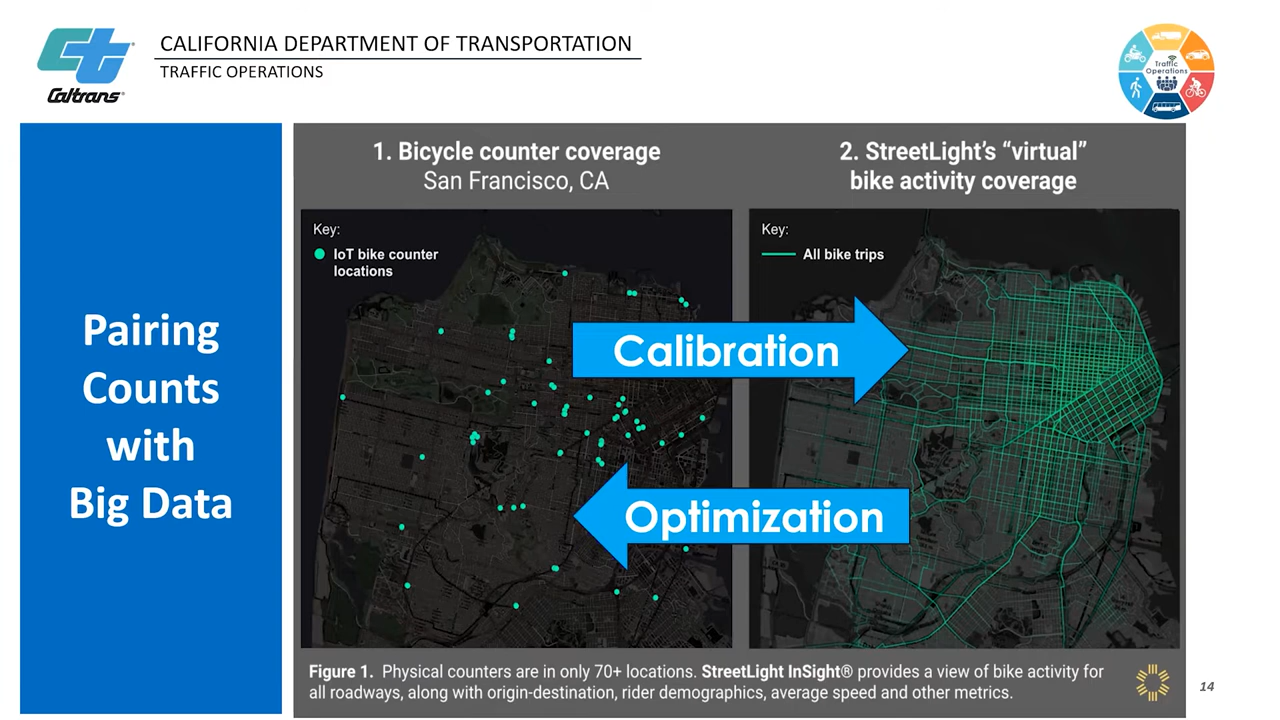 CALIFORNIA DEPARTMENT OF TRANSPORTATION
TRAFFIC OPERATIONS
Caltrans
Traffic
Operations
Pairing
Counts
with
Big Data
1. Bicycle counter coverage
San Francisco, CA
Key:
IoT bike counter
locations
2. StreetLight's “virtual”
bike activity coverage
Key:
All bike trips
Calibration
Optimization
Figure 1. Physical counters are in only 70+ locations. StreetLight InSight® provides a view of bike activity for
all roadways, along with origin-destination, rider demographics, average speed and other metrics.
14